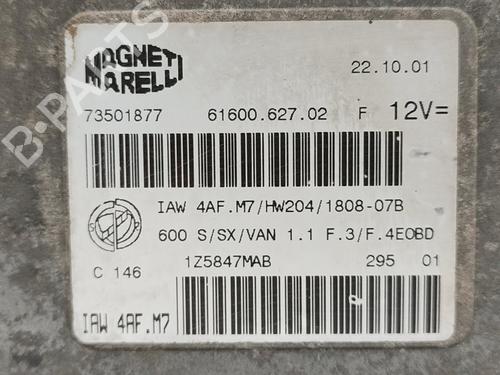 MAGNETI
MARELLI
22.10.01
73501877 61600.627.02 F 12V=
IAW 4AF.M7/HW204/1808-07B
600 S/SX/VAN 1.1 F.3/F.4EOBD
C 146 1Z5847MAB 295 01
IAW 4AF.M7
B-PARTS